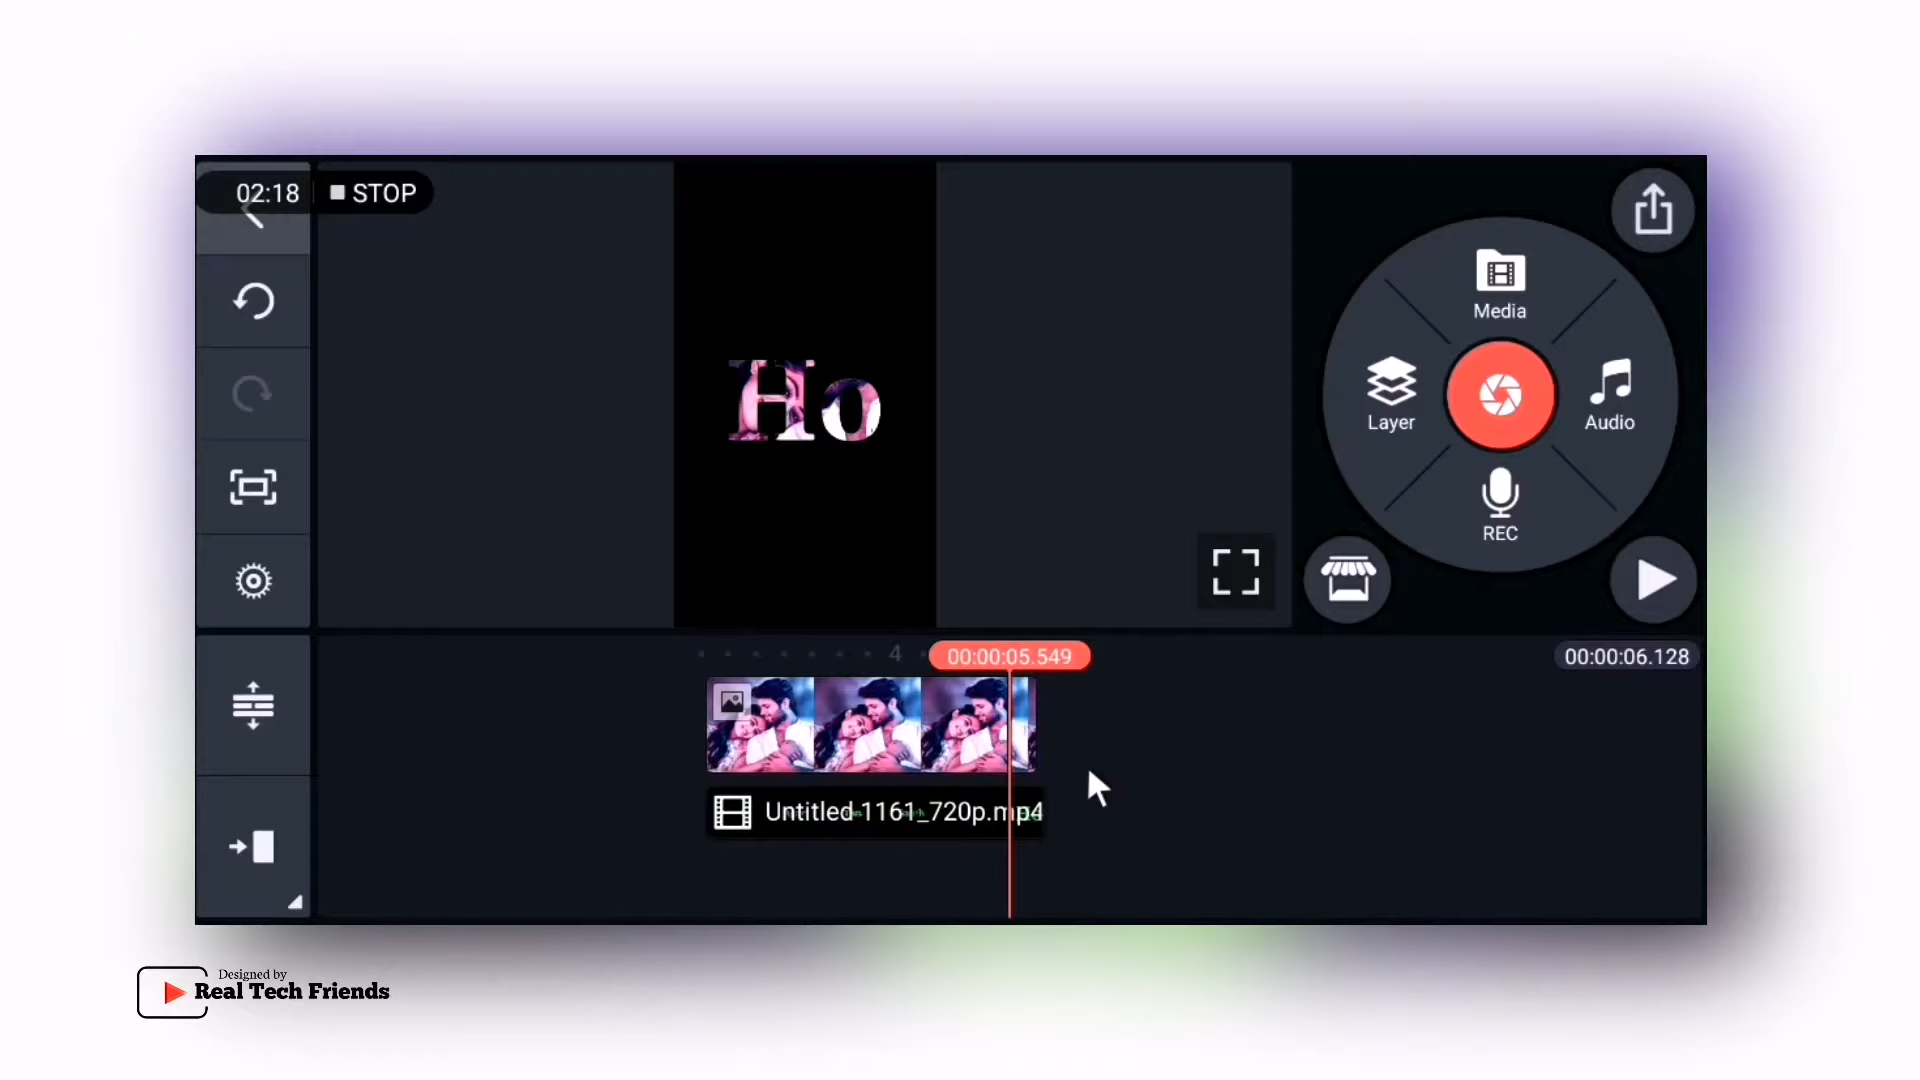 02:18 STOP
Media
Layer
Audio
REC
Ho
4
00:00:05.549
00:00:06.128
Untitled 1161_720p.mp4
Designed by
Real Tech Friends